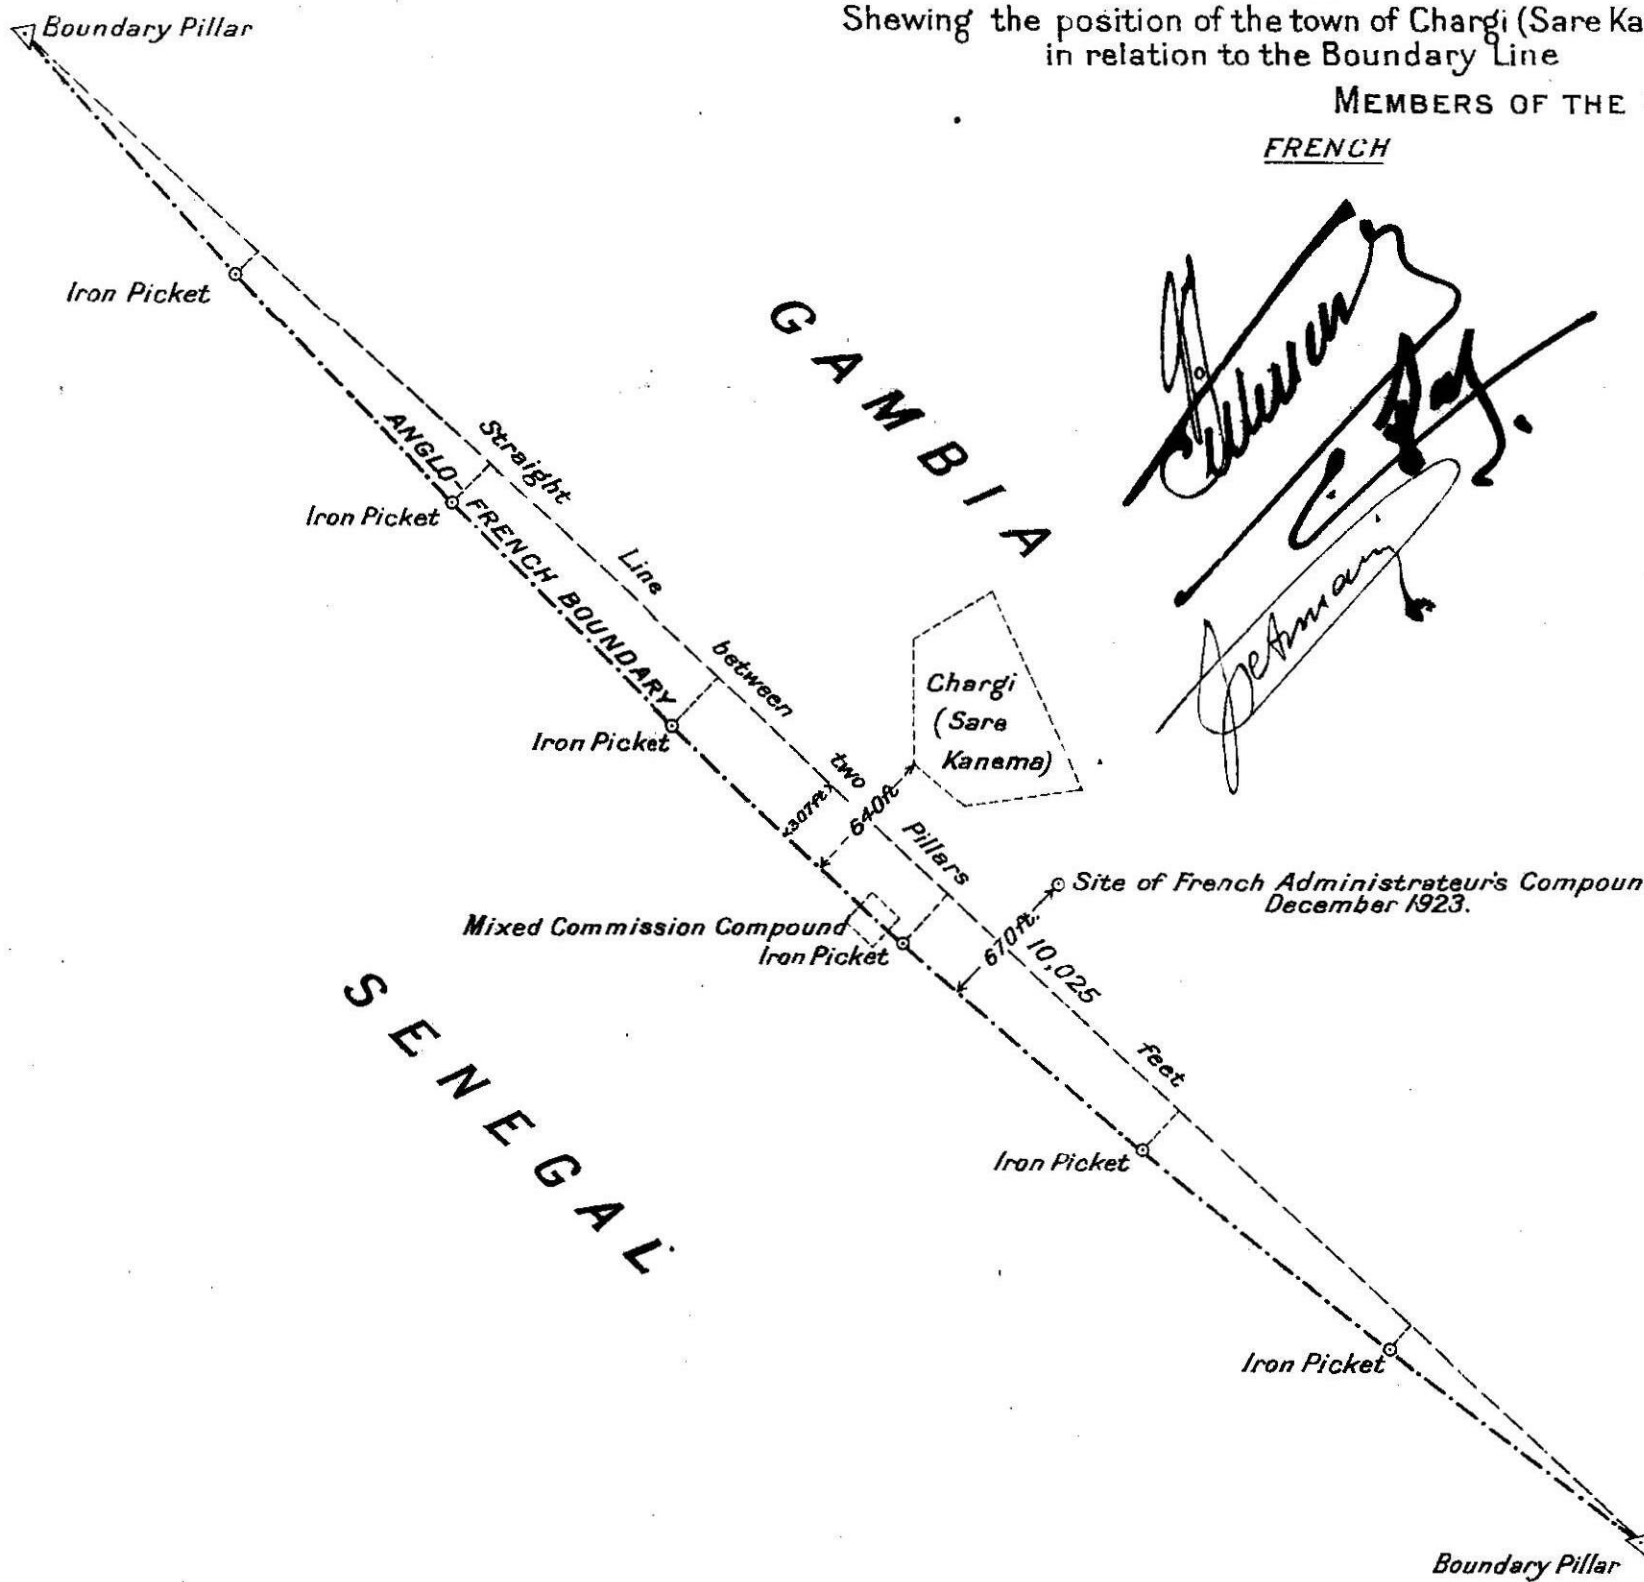 Boundary Pillar
Shewing the position of the town of Chargi (Sare Ka
in relation to the Boundary Line
MEMBERS OF THE
FRENCH
Iron Picket
GAMBIA
Straight Line between two Pillars 10,025 feet
ANGLO-FRENCH BOUNDARY
Iron Picket
Chargi
(Sare
Kanema)
Iron Picket
307ft
640ft
Site of French Administrateur's Compoun
December 1923.
Mixed Commission Compound
Iron Picket
670ft.
SENEGAL
Iron Picket
Iron Picket
Boundary Pillar